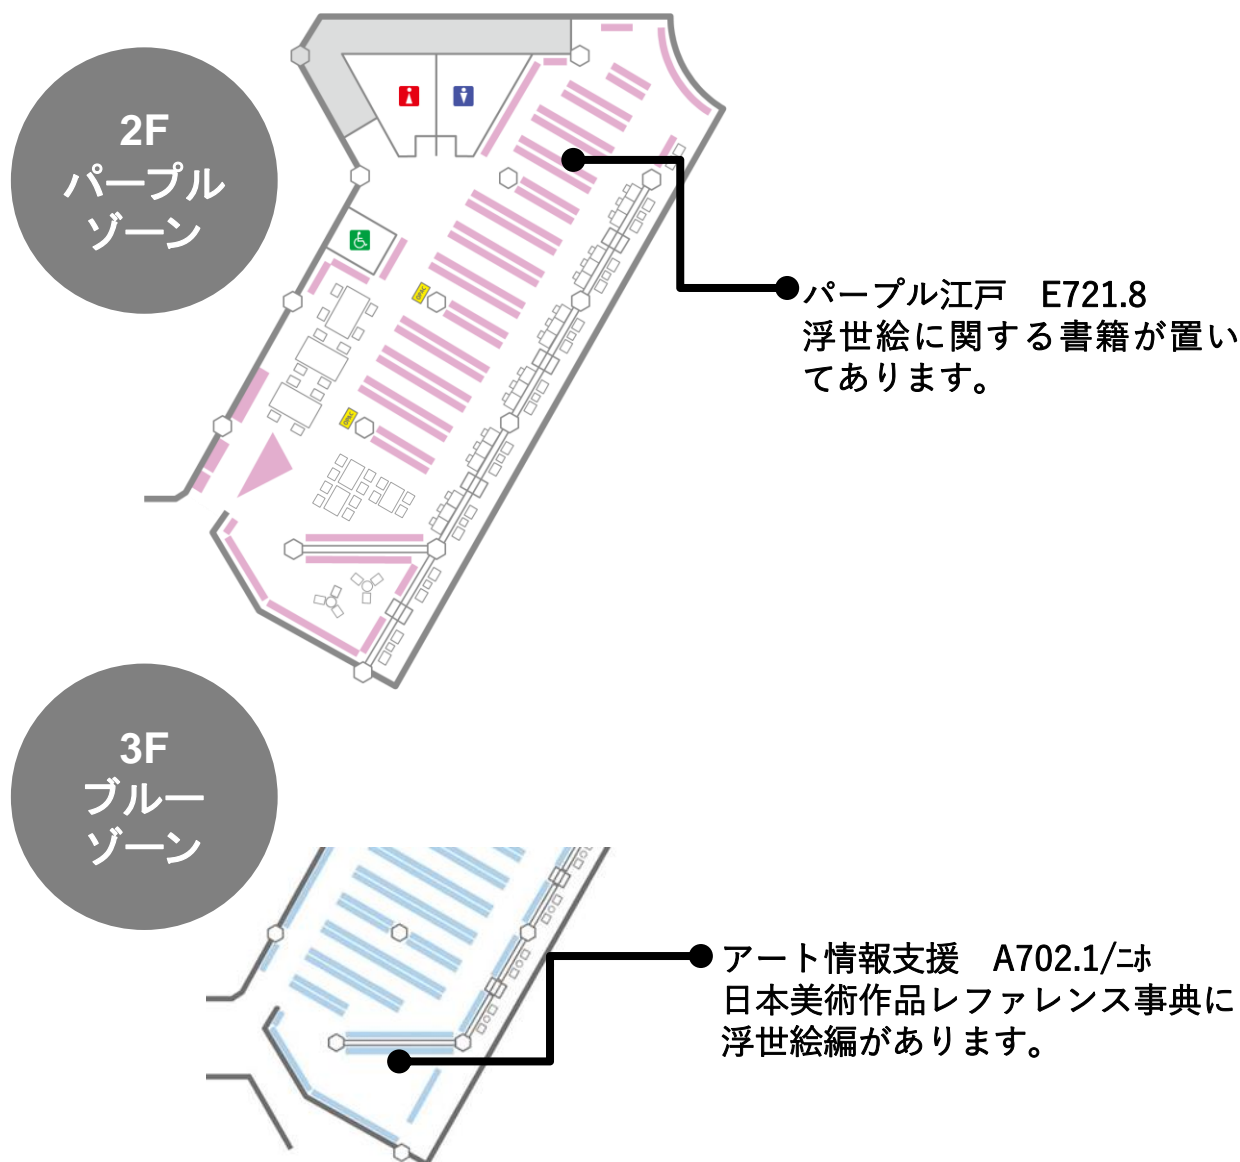 2F
パープル
ゾーン
OPAC
OPAC
パープル江戸　E721.8
浮世絵に関する書籍が置い
てあります。
3F
ブルー
ゾーン
アート情報支援　A702.1/ﾆﾎ
日本美術作品レファレンス事典に
浮世絵編があります。